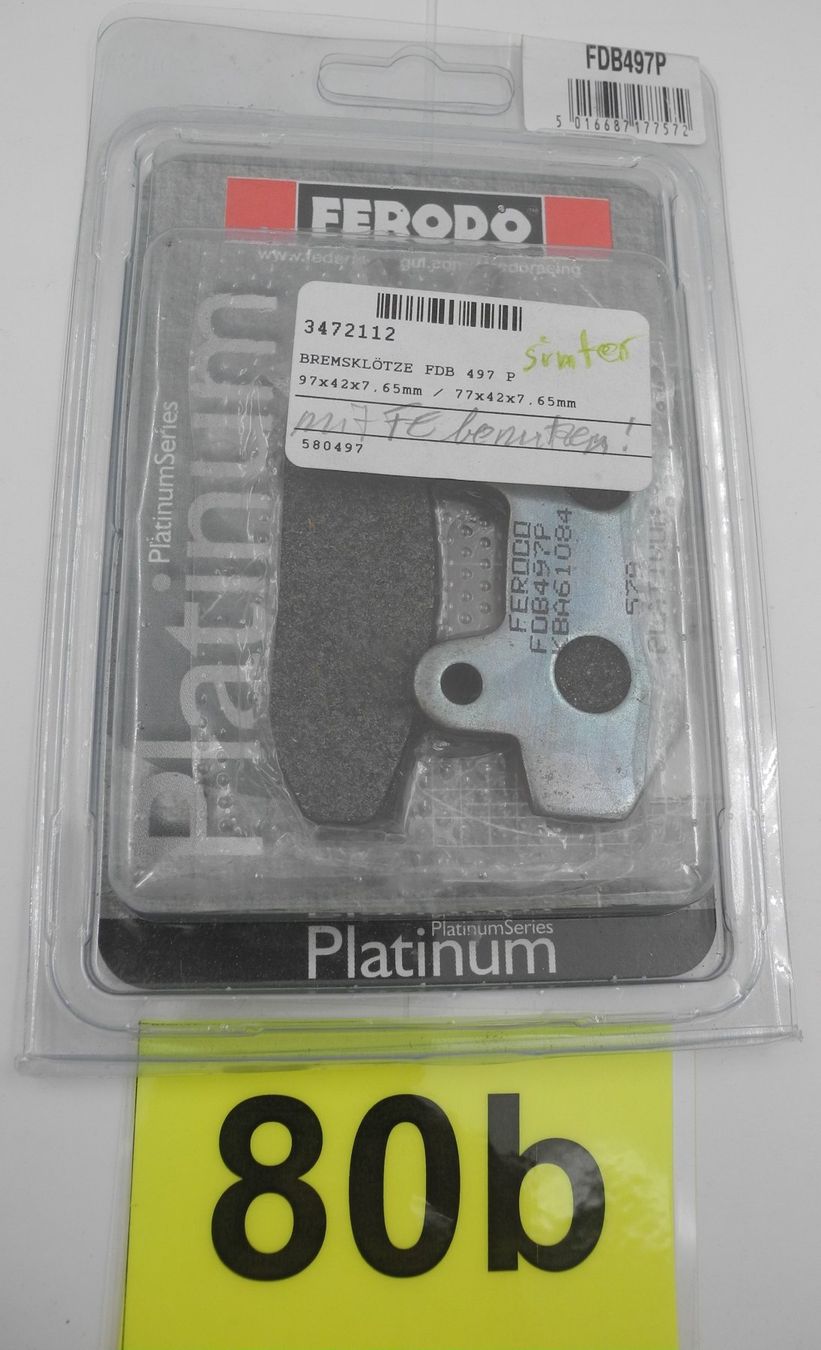 FDB497P
5 016687 177572
FERODO
3472112
sinter
BREMSKLÖTZE FDB 497 P
97x42x7.65mm / 77x42x7.65mm
mit FE benutzen!
580497
Platinum
PlatinumSeries
FERODO
FDB497P
KBA61084
579
PlatinumSeries
Platinum
80b